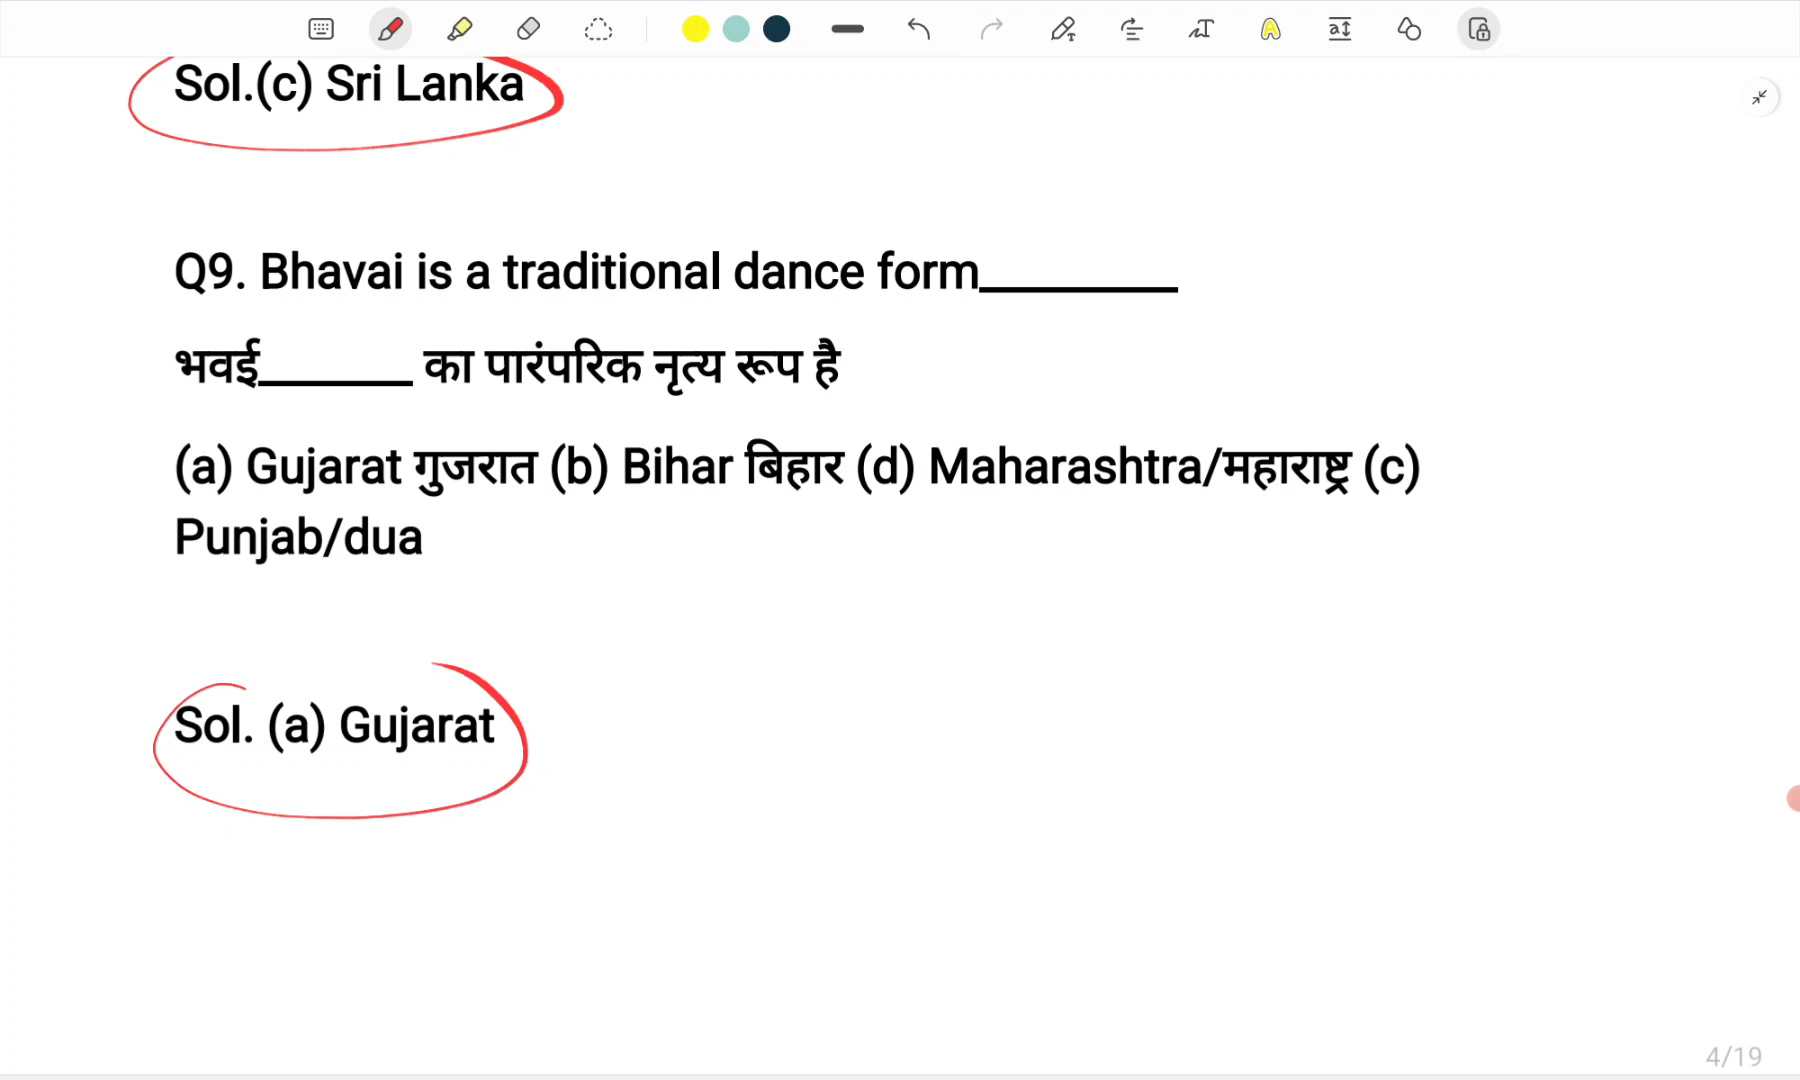 Sol.(c) Sri Lanka
Q9. Bhavai is a traditional dance form________
भवई______ का पारंपरिक नृत्य रूप है
(a) Gujarat गुजरात (b) Bihar बिहार (d) Maharashtra/महाराष्ट्र (c)
Punjab/dua
Sol. (a) Gujarat
4/19